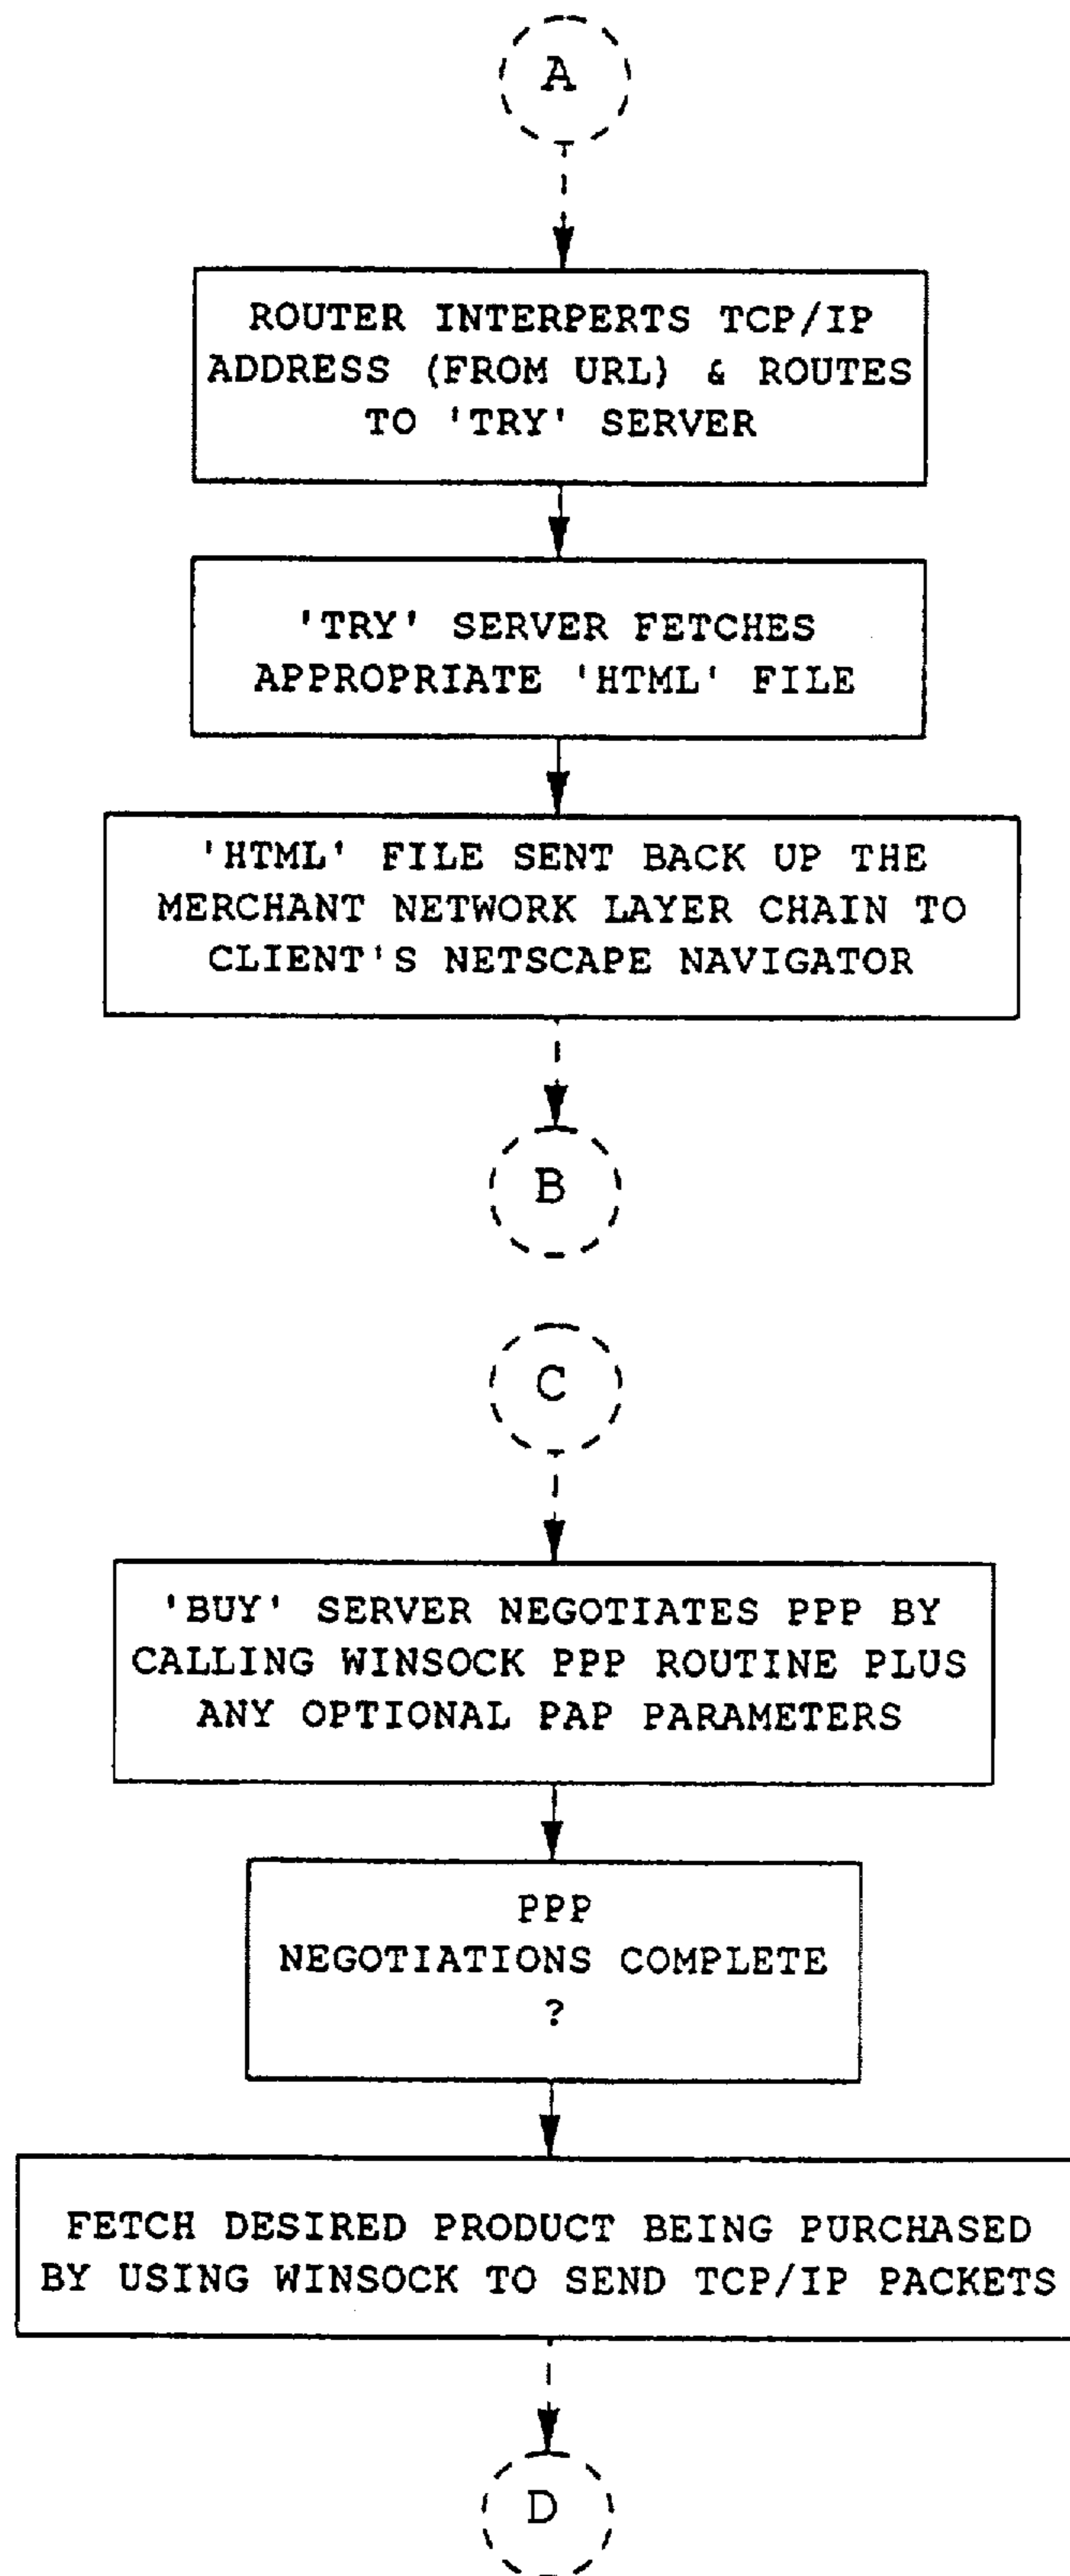 A
ROUTER INTERPERTS TCP/IP
ADDRESS (FROM URL) & ROUTES
TO 'TRY' SERVER
'TRY' SERVER FETCHES
APPROPRIATE 'HTML' FILE
'HTML' FILE SENT BACK UP THE
MERCHANT NETWORK LAYER CHAIN TO
CLIENT'S NETSCAPE NAVIGATOR
B
C
'BUY' SERVER NEGOTIATES PPP BY
CALLING WINSOCK PPP ROUTINE PLUS
ANY OPTIONAL PAP PARAMETERS
PPP
NEGOTIATIONS COMPLETE
?
FETCH DESIRED PRODUCT BEING PURCHASED
BY USING WINSOCK TO SEND TCP/IP PACKETS
D